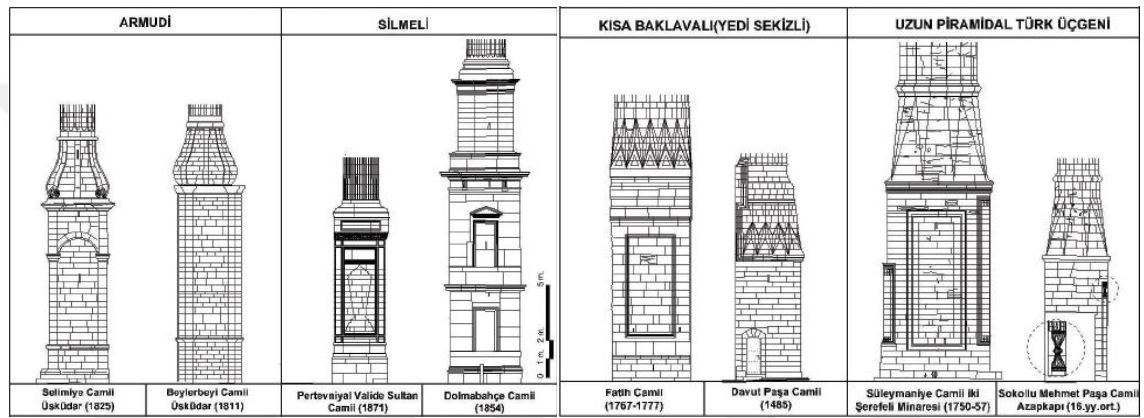 ARMUDİ
SİLMELİ
KISA BAKLAVALI(YEDİ SEKİZLİ)
UZUN PİRAMİDAL TÜRK ÜÇGENİ
5 m.
2 m.
1 m.
0
Selimiye Camii
Üsküdar (1825)
Beylerbeyi Camii
Üsküdar (1811)
Pertevniyal Valide Sultan
Camii (1871)
Dolmabahçe Camii
(1854)
Fatih Camii
(1767-1777)
Davut Paşa Camii
(1485)
Süleymaniye Camii iki
Şerefeli Minaresi (1750-57)
Sokollu Mehmet Paşa Camii
Azapkapı (16.yy.ort.)